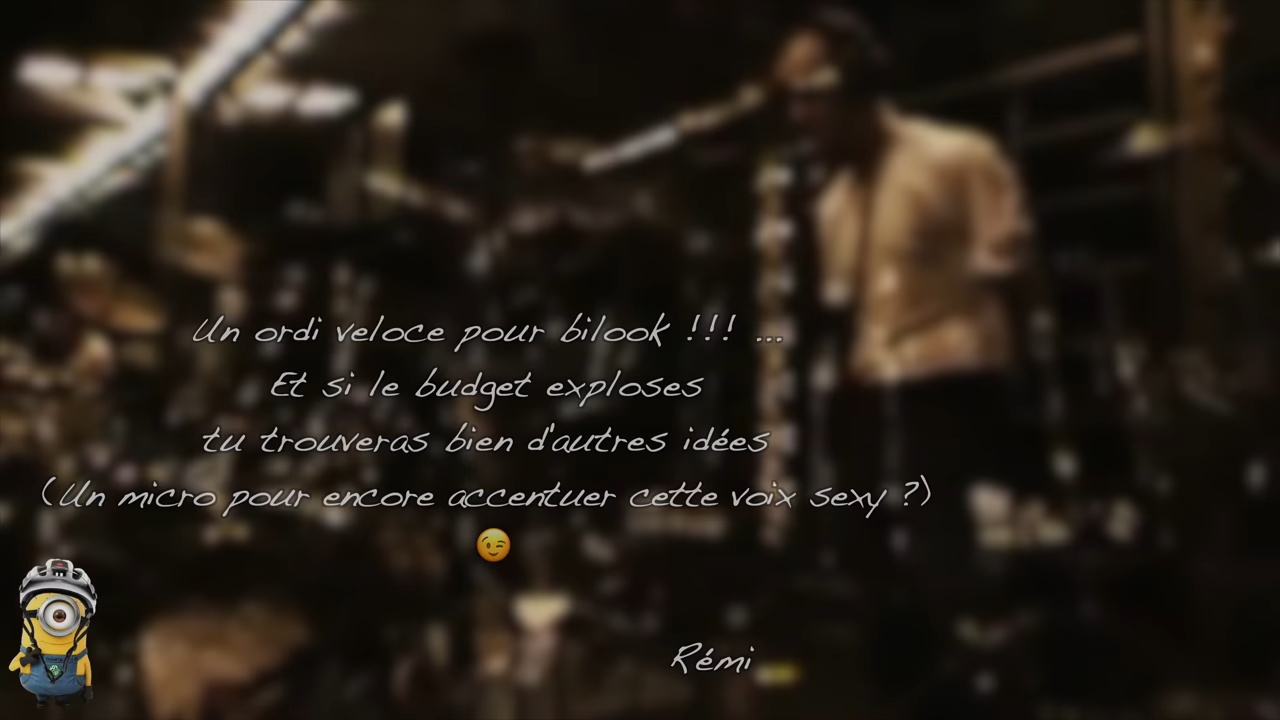 Un ordi veloce pour bilook !!! ...
Et si le budget exploses
tu trouveras bien d'autres idées
(Un micro pour encore accentuer cette voix sexy ?)
😉
Rémi